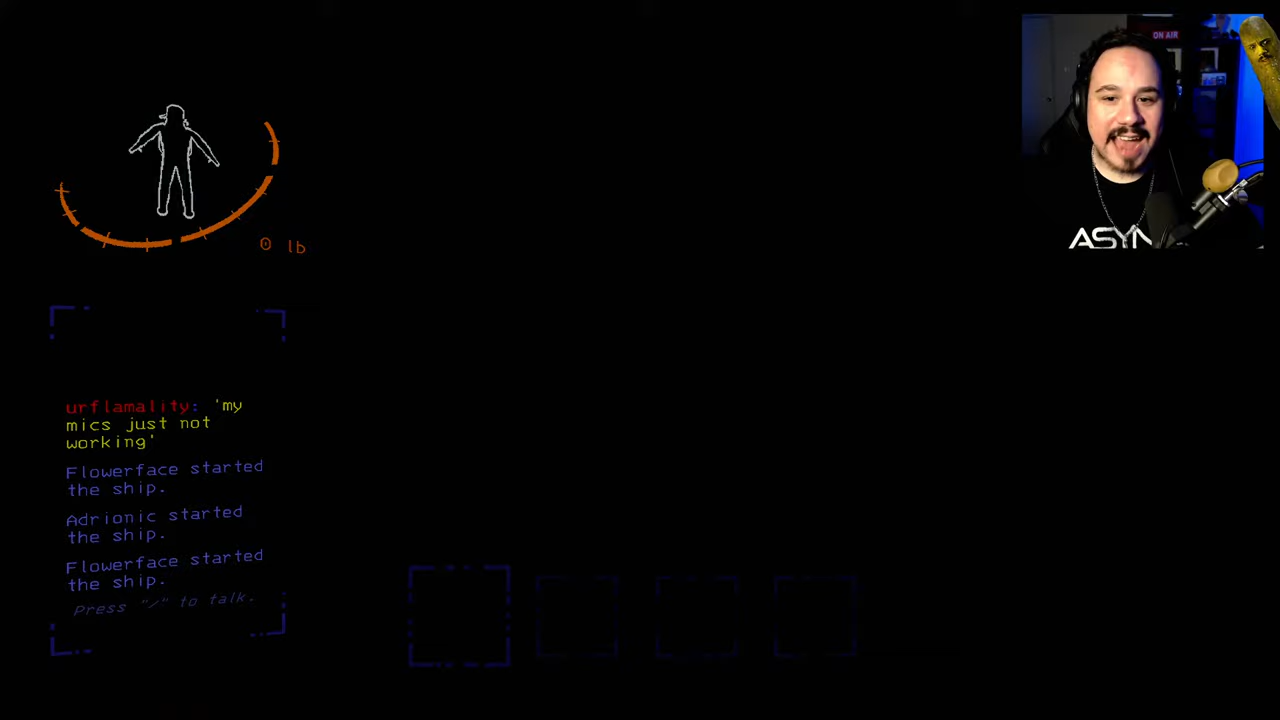 ON AIR
ASYN
0 lb
urflamality: 'my
mics just not
working'
Flowerface started
the ship.
Adrionic started
the ship.
Flowerface started
the ship.
Press "/" to talk.